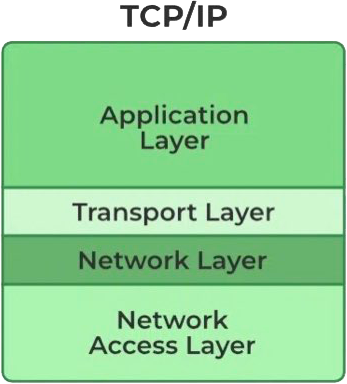 TCP/IP
Application
Layer
Transport Layer
Network Layer
Network
Access Layer